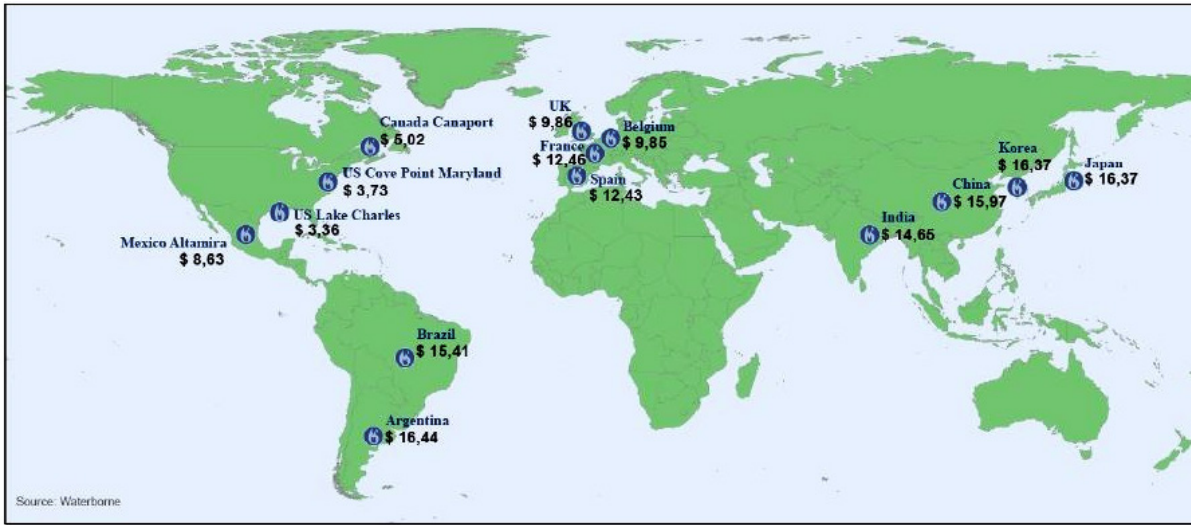 UK
$ 9,86
Cauada Canaport
$ 5,02
Belgium
$ 9,85
France
$ 12,46
Korea
$ 16,37
Japan
$ 16,37
US Cove Point Maryland
$ 3,73
Spain
$ 12,43
China
$ 15,97
US Lake Charles
$ 3,36
India
$ 14,65
Mexico Altamira
$ 8,63
Brazil
$ 15,41
Argentina
$ 16,44
Source: Waterborne